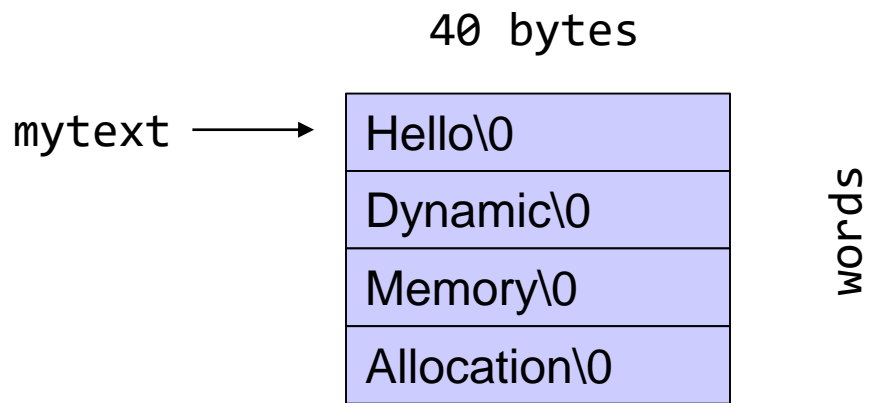 40 bytes
mytext
Hello\0
Dynamic\0
Memory\0
Allocation\0
words